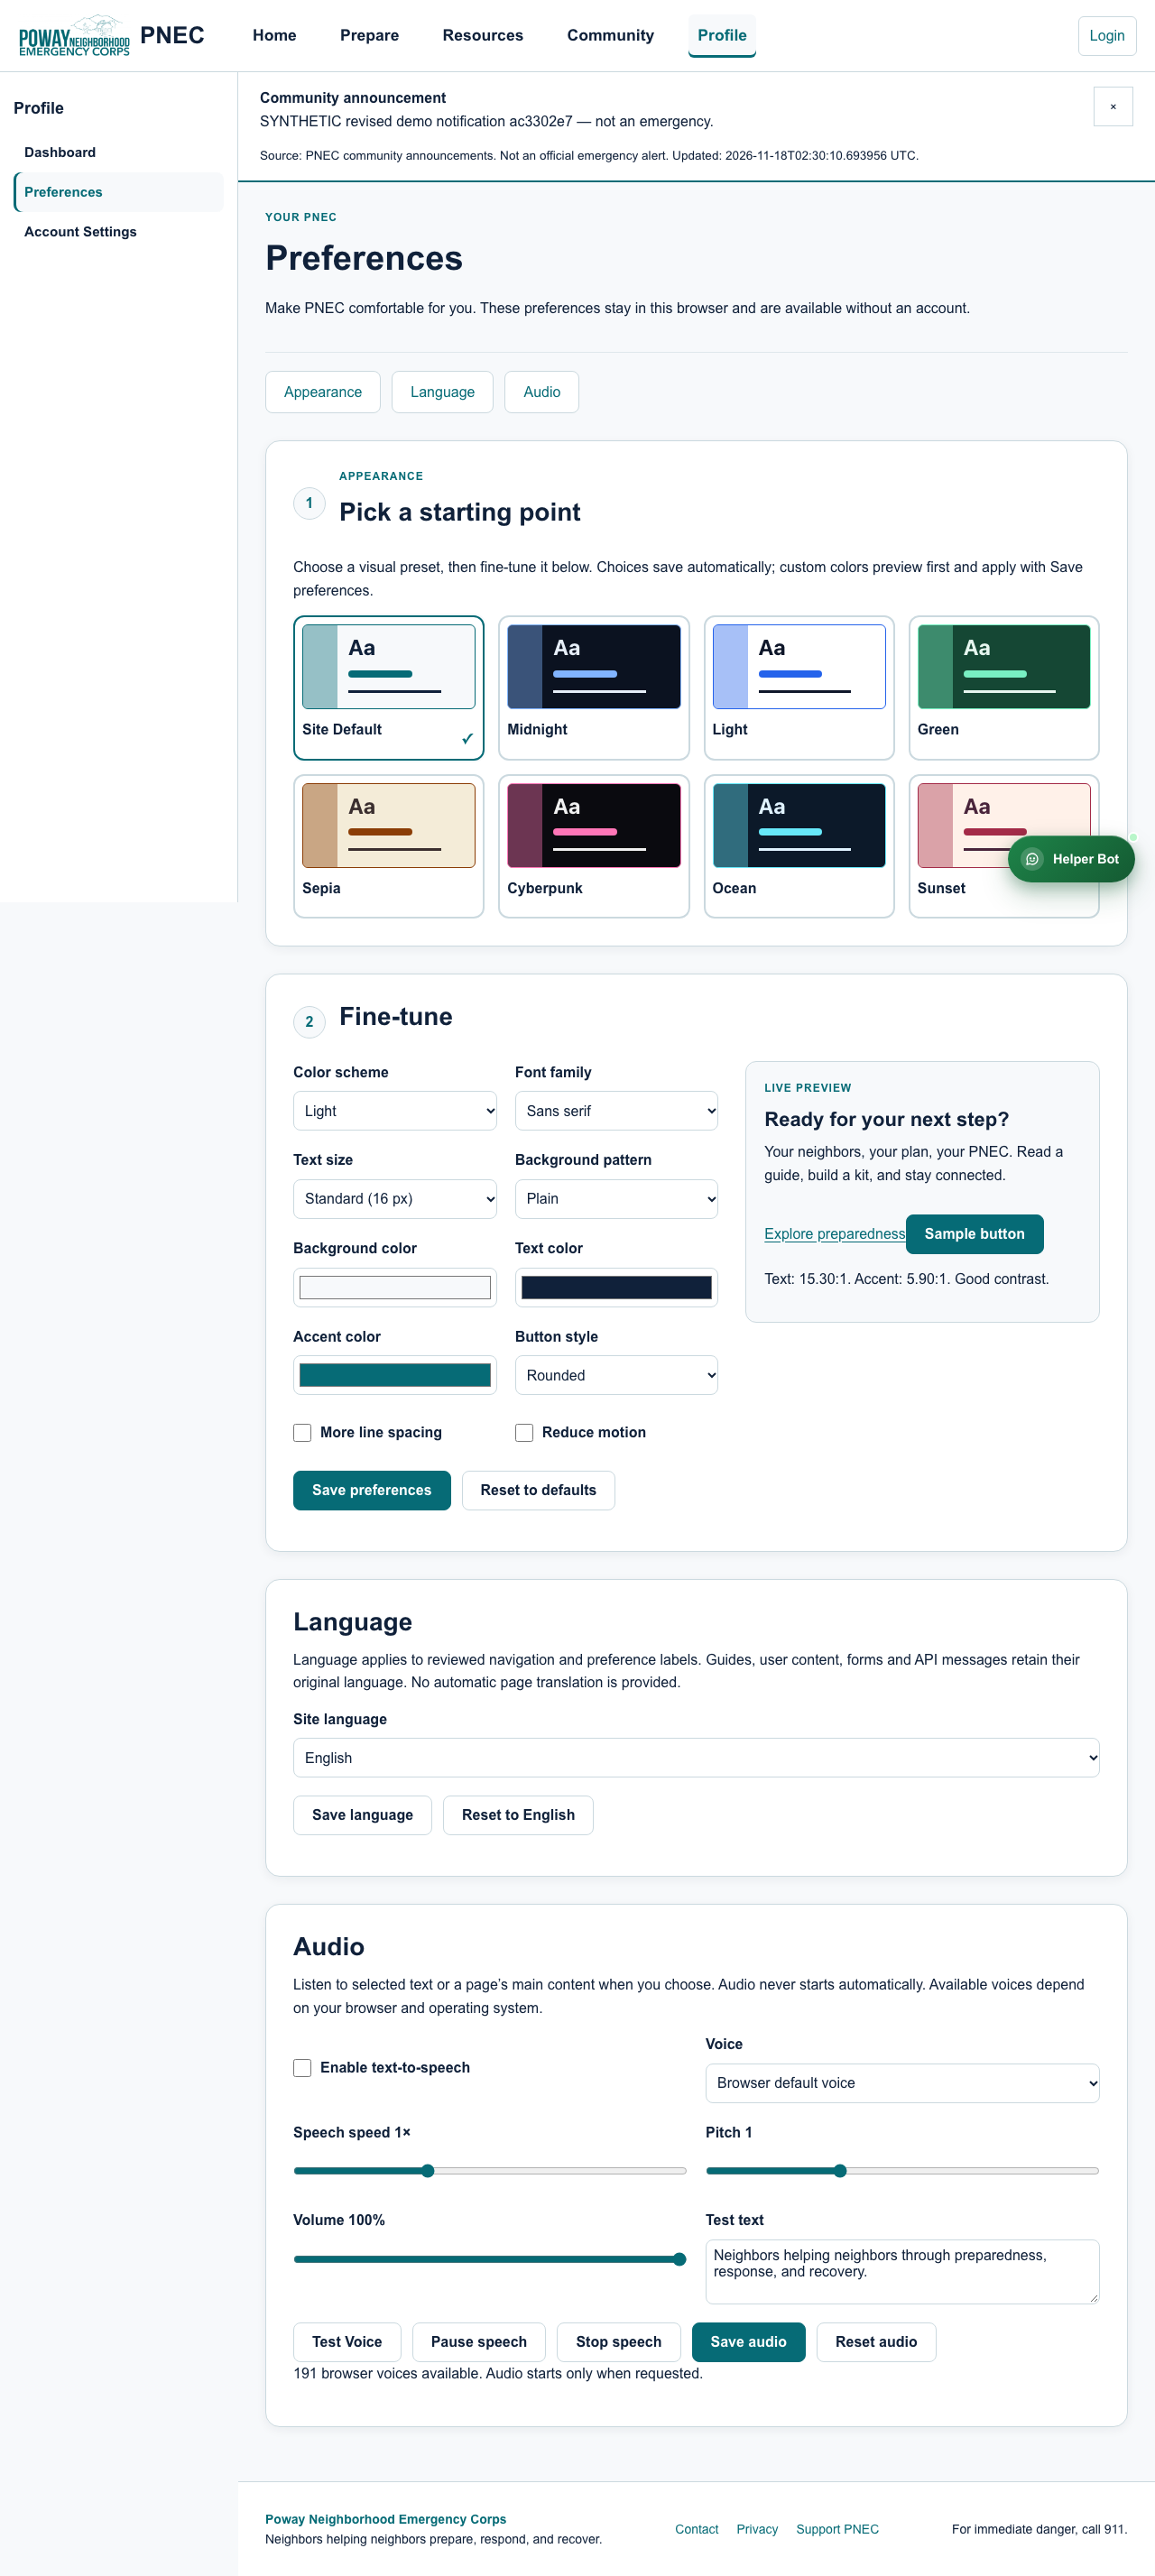 POWAY NEIGHBORHOOD
EMERGENCY CORPS
PNEC
Home
Prepare
Resources
Community
Profile
Login
Profile
Dashboard
Preferences
Account Settings
Community announcement
SYNTHETIC revised demo notification ac3302e7 — not an emergency.
×
Source: PNEC community announcements. Not an official emergency alert. Updated: 2026-11-18T02:30:10.693956 UTC.
YOUR PNEC
Preferences
Make PNEC comfortable for you. These preferences stay in this browser and are available without an account.
Appearance
Language
Audio
1
APPEARANCE
Pick a starting point
Choose a visual preset, then fine-tune it below. Choices save automatically; custom colors preview first and apply with Save
preferences.
Aa
Site Default
✓
Aa
Midnight
Aa
Light
Aa
Green
Aa
Sepia
Aa
Cyberpunk
Aa
Ocean
Aa
Sunset
Helper Bot
2
Fine-tune
Color scheme
Light
Font family
Sans serif
Text size
Standard (16 px)
Background pattern
Plain
Background color
Text color
Accent color
Button style
Rounded
More line spacing
Reduce motion
Save preferences
Reset to defaults
LIVE PREVIEW
Ready for your next step?
Your neighbors, your plan, your PNEC. Read a
guide, build a kit, and stay connected.
Explore preparedness
Sample button
Text: 15.30:1. Accent: 5.90:1. Good contrast.
Language
Language applies to reviewed navigation and preference labels. Guides, user content, forms and API messages retain their
original language. No automatic page translation is provided.
Site language
English
Save language
Reset to English
Audio
Listen to selected text or a page’s main content when you choose. Audio never starts automatically. Available voices depend
on your browser and operating system.
Enable text-to-speech
Voice
Browser default voice
Speech speed 1×
Pitch 1
Volume 100%
Test text
Neighbors helping neighbors through preparedness,
response, and recovery.
Test Voice
Pause speech
Stop speech
Save audio
Reset audio
191 browser voices available. Audio starts only when requested.
Poway Neighborhood Emergency Corps
Neighbors helping neighbors prepare, respond, and recover.
Contact
Privacy
Support PNEC
For immediate danger, call 911.